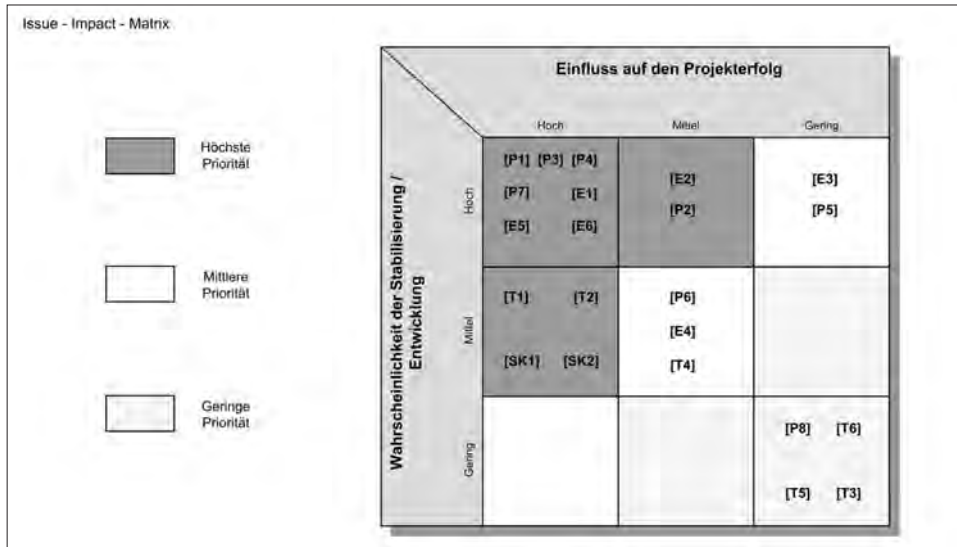 Issue - Impact - Matrix
Einfluss auf den Projekterfolg
Hoch
Mittel
Gering
Höchste
Priorität
Mittlere
Priorität
Geringe
Priorität
Wahrscheinlichkeit der Stabilisierung /
Entwicklung
Hoch
[P1] [P3] [P4]
[P7] [E1]
[E5] [E6]
[E2]
[P2]
[E3]
[P5]
Mittel
[T1] [T2]
[SK1] [SK2]
[P6]
[E4]
[T4]
Gering
[P8] [T6]
[T5] [T3]